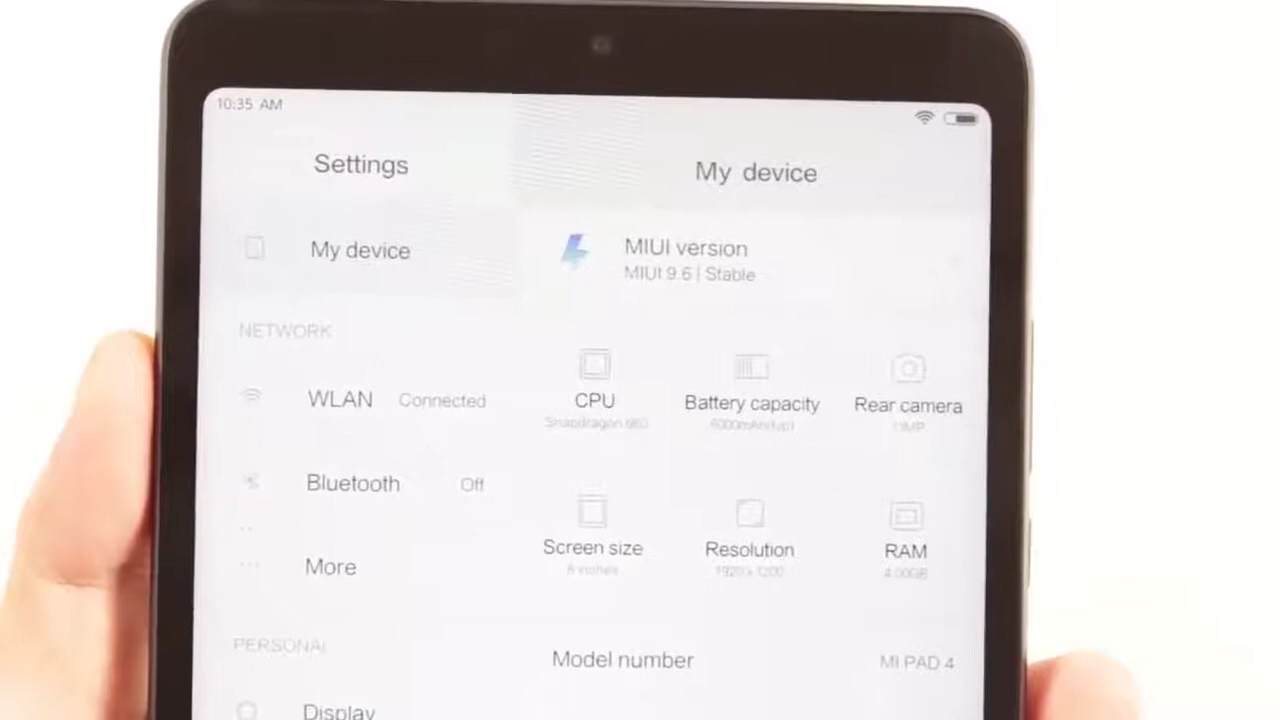 10:35 AM
Settings
My device
NETWORK
WLAN Connected
Bluetooth Off
More
PERSONAL
Display
My device
MIUI version
MIUI 9.6 | Stable
CPU
Snapdragon 660
Battery capacity
6000mAh(typ)
Rear camera
13MP
Screen size
8 inches
Resolution
1920 x 1200
RAM
4.00GB
Model number MI PAD 4